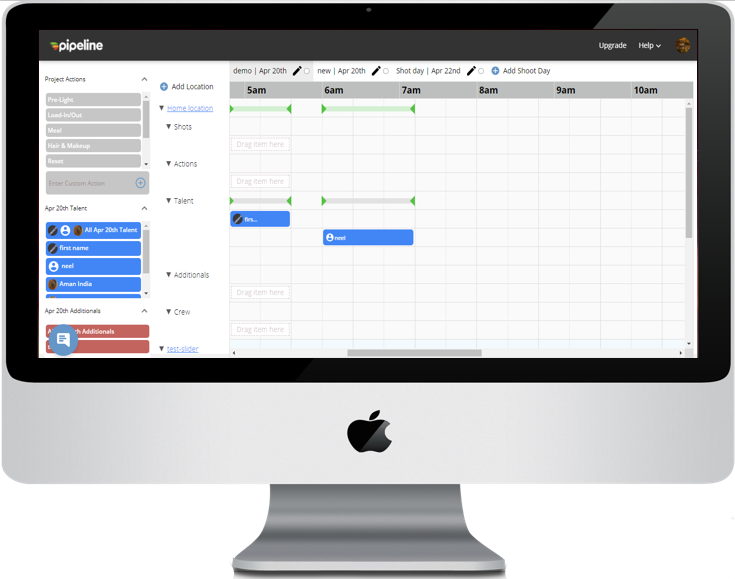 pipeline
Upgrade
Help
Project Actions
Pre-Light
Load-In/Out
Meal
Hair & Makeup
Reset
Enter Custom Action
Apr 20th Talent
All Apr 20th Talent
first name
neel
Aman India
Apr 20th Additionals
Additionals
Add Location
Home location
Shots
Actions
Talent
Additionals
Crew
test-slider
demo | Apr 20th
new | Apr 20th
Shot day | Apr 22nd
Add Shoot Day
5am
6am
7am
8am
9am
10am
Drag item here
Drag item here
firs...
neel
Drag item here
Drag item here